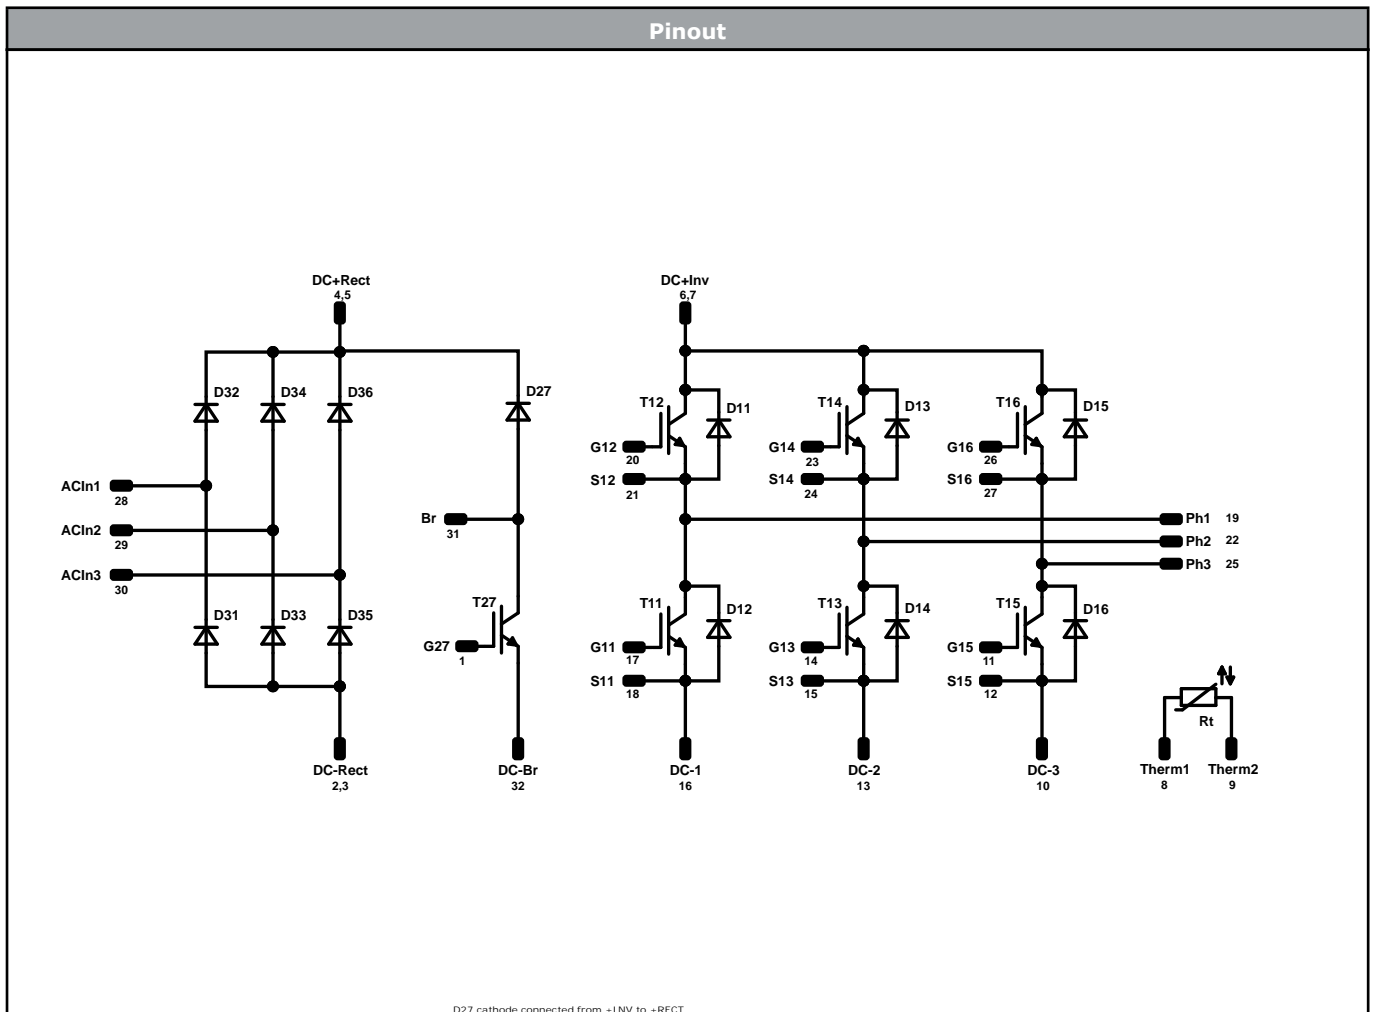 Pinout
DC+Rect
4,5
DC+Inv
6,7
D32
D34
D36
D27
T12
D11
T14
D13
T16
D15
G12
20
G14
23
G16
26
S12
21
S14
24
S16
27
ACIn1
28
ACIn2
29
ACIn3
30
Br
31
Ph1 19
Ph2 22
Ph3 25
D31
D33
D35
T27
G27
1
T11
D12
T13
D14
T15
D16
G11
17
G13
14
G15
11
S11
18
S13
15
S15
12
Rt
DC-Rect
2,3
DC-Br
32
DC-1
16
DC-2
13
DC-3
10
Therm1
8
Therm2
9
D27 cathode connected from +INV to +RECT